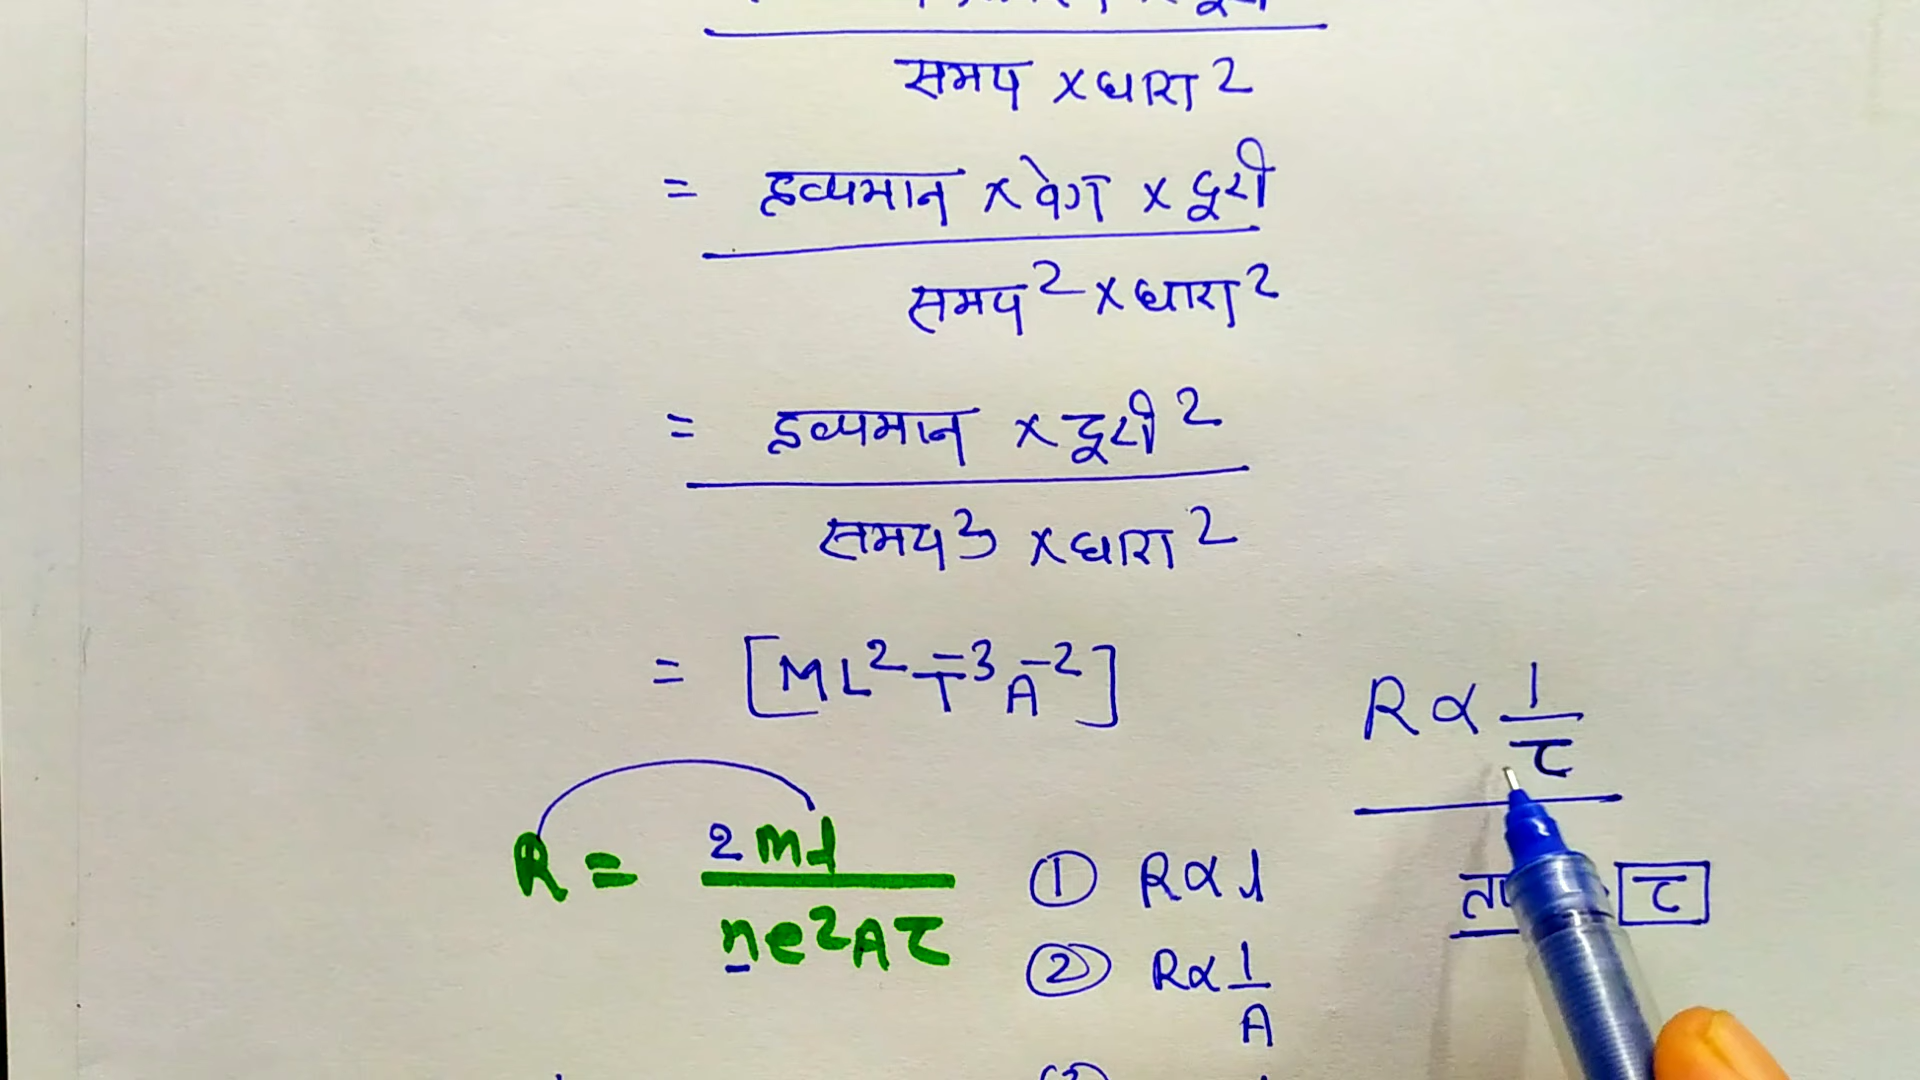 समय × धारा²
= द्रव्यमान × वेग × दूरी
समय² × धारा²
= द्रव्यमान × दूरी²
समय³ × धारा²
= [ML²T⁻³A⁻²]
R ∝ 1/τ
R = 2ml/ne²Aτ
① R ∝ l
τ
② R ∝ 1/A